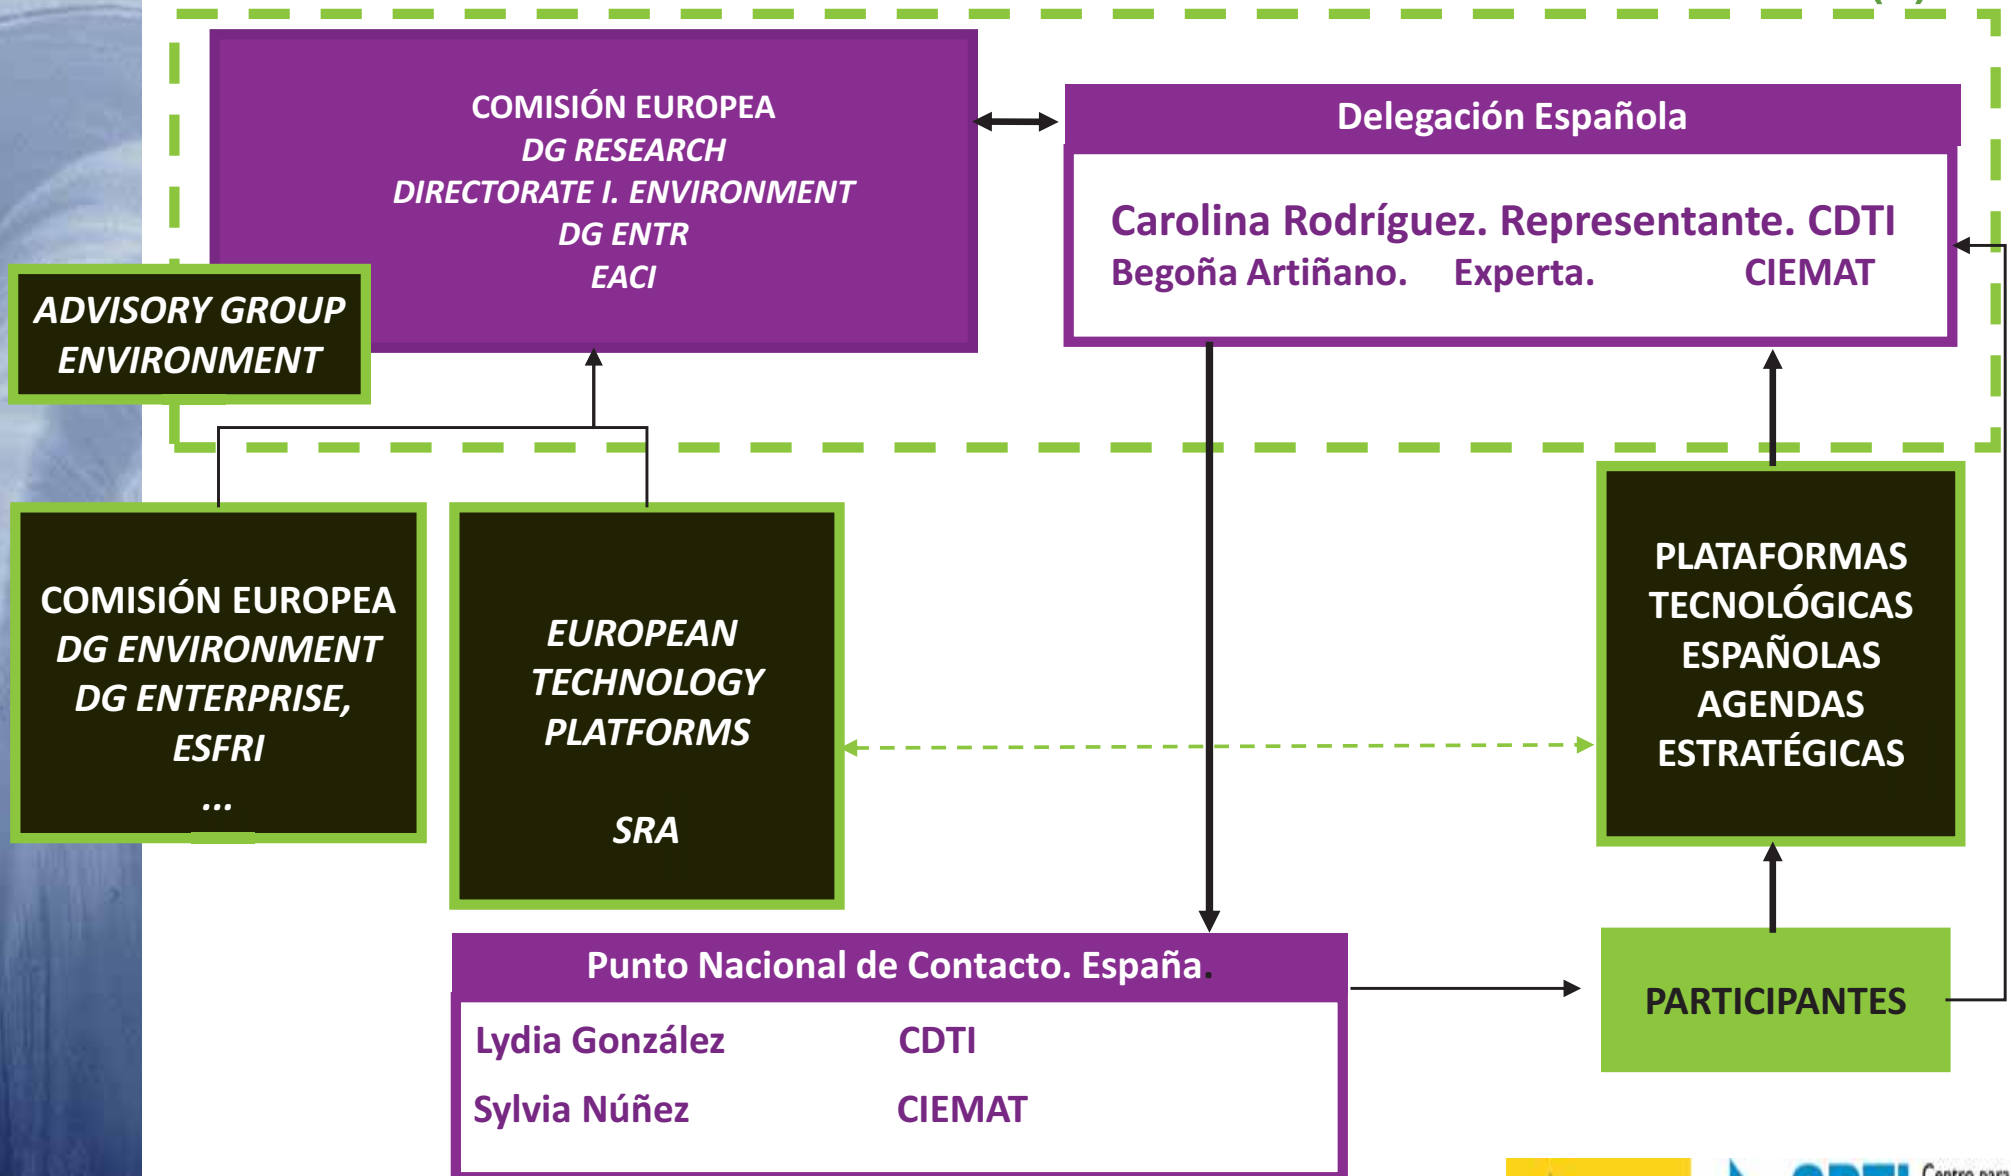 COMISIÓN EUROPEA
DG RESEARCH
DIRECTORATE I. ENVIRONMENT
DG ENTR
EACI
Delegación Española
Carolina Rodríguez. Representante. CDTI
Begoña Artiñano. Experta. CIEMAT
ADVISORY GROUP
ENVIRONMENT
COMISIÓN EUROPEA
DG ENVIRONMENT
DG ENTERPRISE,
ESFRI
...
EUROPEAN
TECHNOLOGY
PLATFORMS
SRA
PLATAFORMAS
TECNOLÓGICAS
ESPAÑOLAS
AGENDAS
ESTRATÉGICAS
Punto Nacional de Contacto. España.
Lydia González CDTI
Sylvia Núñez CIEMAT
PARTICIPANTES
Centro para